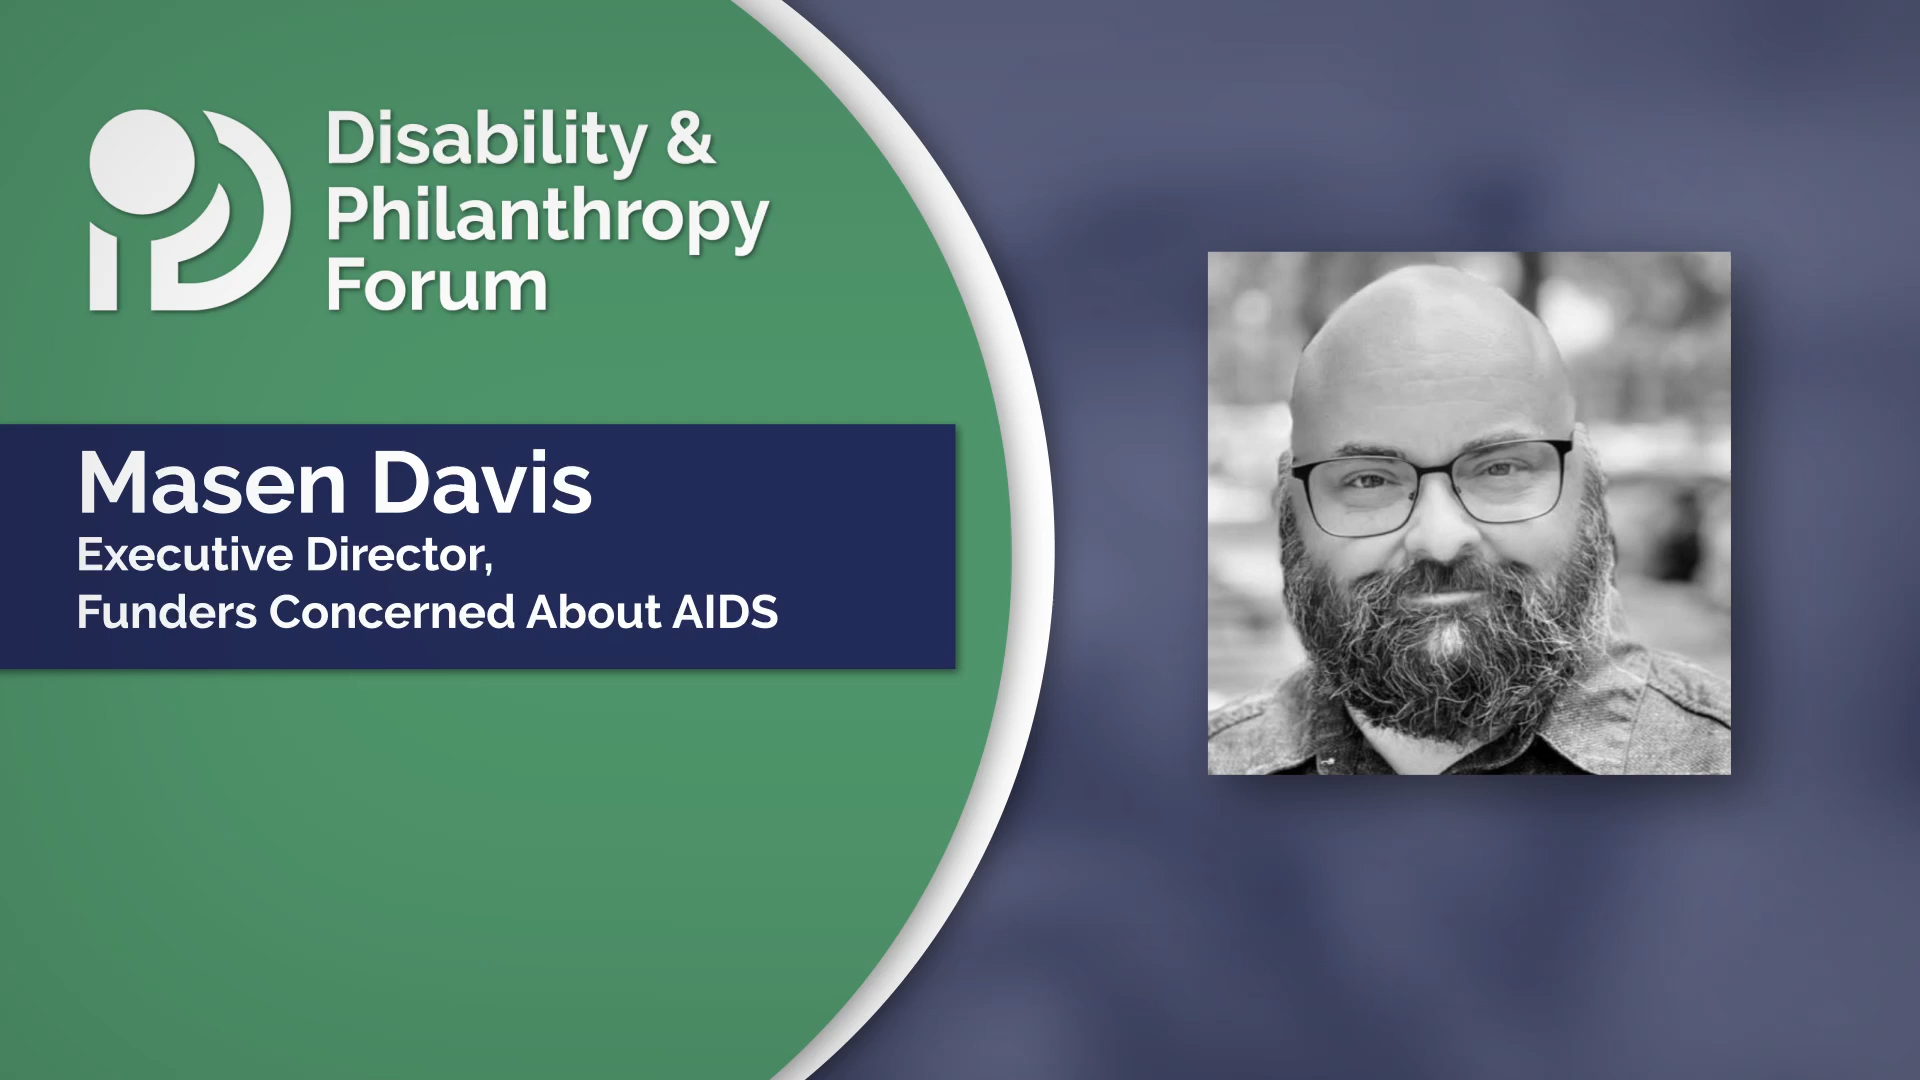 Disability &
Philanthropy
Forum
Masen Davis
Executive Director,
Funders Concerned About AIDS